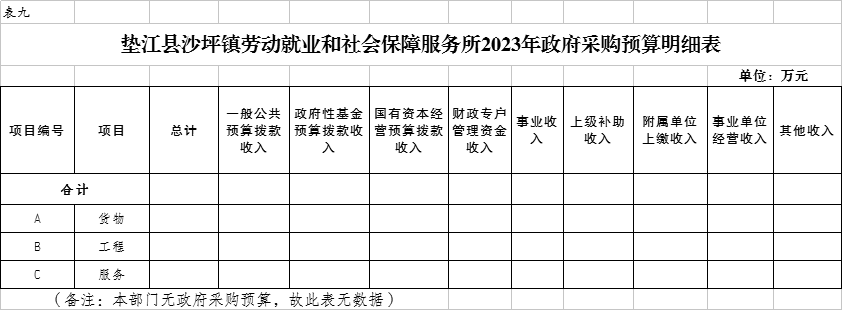 表九
垫江县沙坪镇劳动就业和社会保障服务所2023年政府采购预算明细表
单位：万元
项目编号 项目 总计 一般公共预算拨款收入 政府性基金预算拨款收入 国有资本经营预算拨款收入 财政专户管理资金收入 事业收入 上级补助收入 附属单位上缴收入 事业单位经营收入 其他收入
合计
A 货物
B 工程
C 服务
（备注：本部门无政府采购预算，故此表无数据）